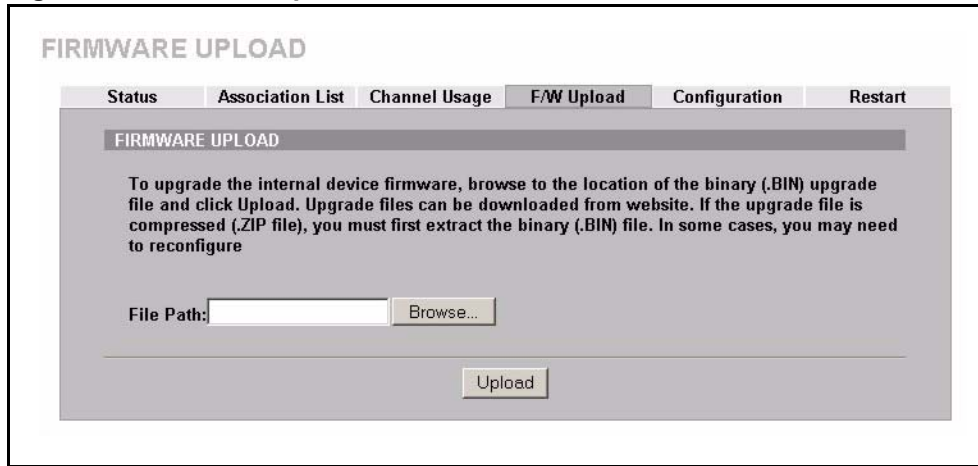 FIRMWARE UPLOAD
Status Association List Channel Usage F/W Upload Configuration Restart
FIRMWARE UPLOAD
To upgrade the internal device firmware, browse to the location of the binary (.BIN) upgrade
file and click Upload. Upgrade files can be downloaded from website. If the upgrade file is
compressed (.ZIP file), you must first extract the binary (.BIN) file. In some cases, you may need
to reconfigure
File Path: Browse...
Upload